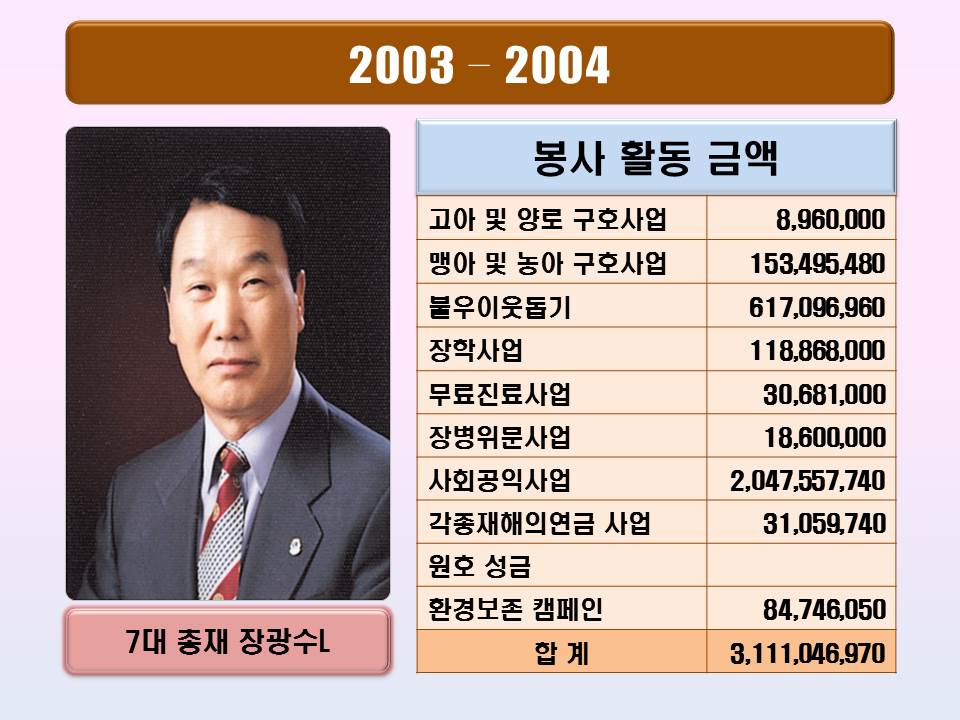 2003 – 2004
봉사 활동 금액
고아 및 양로 구호사업 8,960,000
맹아 및 농아 구호사업 153,495,480
불우이웃돕기 617,096,960
장학사업 118,868,000
무료진료사업 30,681,000
장병위문사업 18,600,000
사회공익사업 2,047,557,740
각종재해의연금 사업 31,059,740
원호 성금
환경보존 캠페인 84,746,050
합 계 3,111,046,970
7대 총재 장광수L